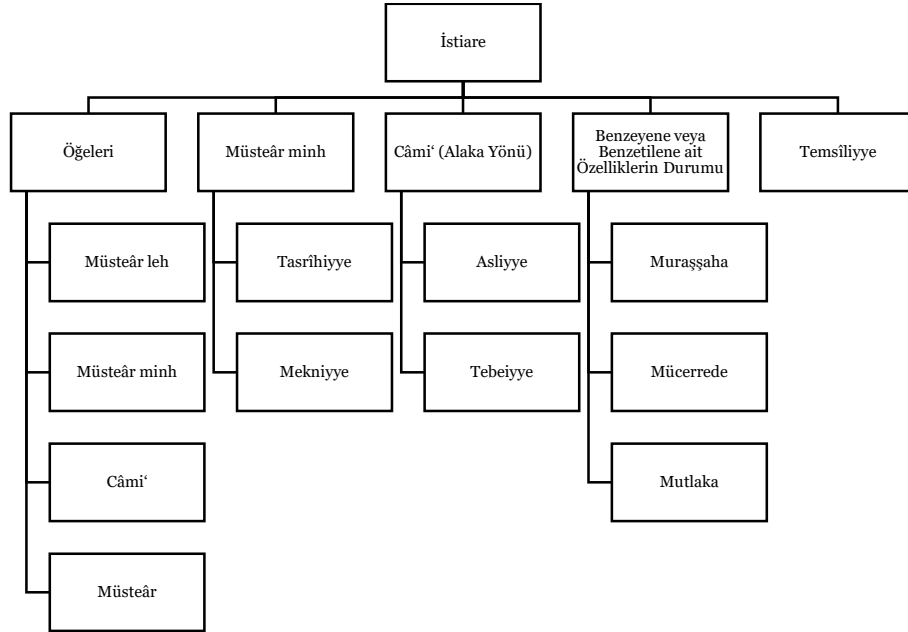 İstiare
Öğeleri
Müsteâr minh
Câmi‘ (Alaka Yönü)
Benzeyene veya
Benzetilene ait
Özelliklerin Durumu
Temsîliyye
Müsteâr leh
Tasrîhiyye
Asliyye
Muraşşaha
Müsteâr minh
Mekniyye
Tebeiyye
Mücerrede
Câmi‘
Mutlaka
Müsteâr